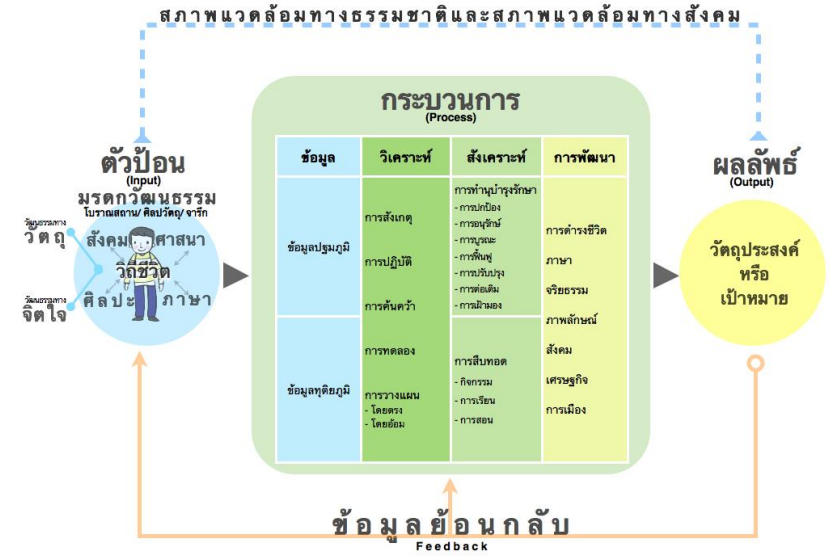 สภาพแวดล้อมทางธรรมชาติและสภาพแวดล้อมทางสังคม
ตัวป้อน
(Input)
มรดกวัฒนธรรม
โบราณสถาน/ ศิลปวัตถุ/ จารึก
วัฒนธรรมทาง
วัตถุ
สังคม
ศาสนา
วิถีชีวิต
วัฒนธรรมทาง
จิตใจ
ศิลปะ
ภาษา
กระบวนการ
(Process)
ข้อมูล
วิเคราะห์
สังเคราะห์
การพัฒนา
ข้อมูลปฐมภูมิ
ข้อมูลทุติยภูมิ
การสังเกตุ
การปฏิบัติ
การค้นคว้า
การทดลอง
การวางแผน
- โดยตรง
- โดยอ้อม
การทำนุบำรุงรักษา
- การปกป้อง
- การอนุรักษ์
- การบูรณะ
- การฟื้นฟู
- การปรับปรุง
- การต่อเติม
- การเฝ้ามอง
การสืบทอด
- กิจกรรม
- การเรียน
- การสอน
การดำรงชีวิต
ภาษา
จริยธรรม
ภาพลักษณ์
สังคม
เศรษฐกิจ
การเมือง
ผลลัพธ์
(Output)
วัตถุประสงค์
หรือ
เป้าหมาย
ข้อมูลย้อนกลับ
Feedback